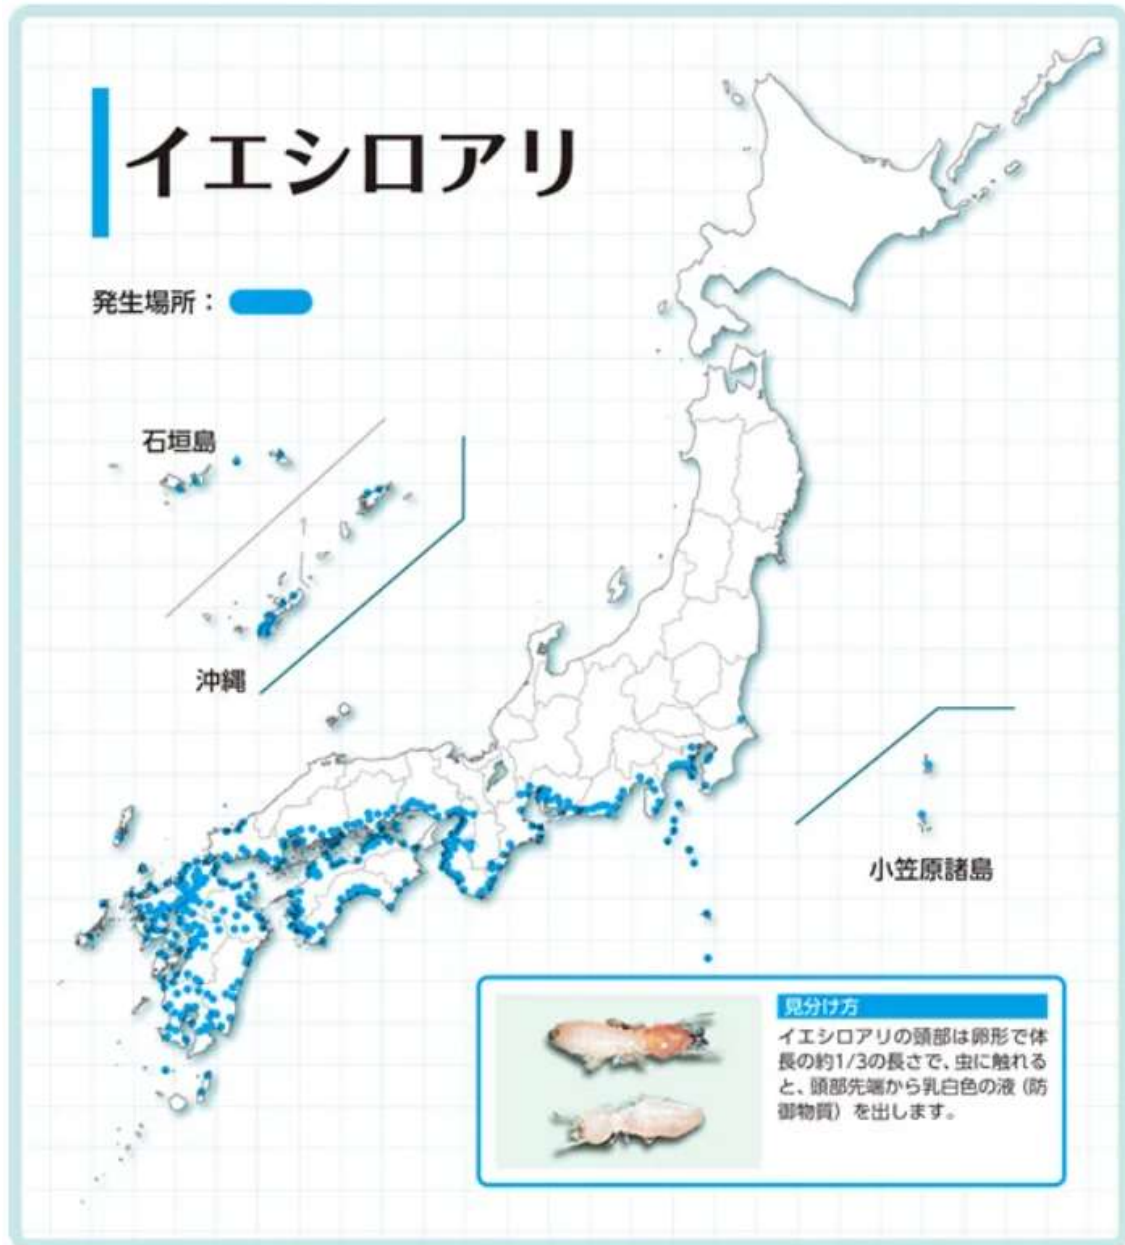 イエシロアリ
発生場所：
石垣島
沖縄
小笠原諸島
見分け方
イエシロアリの頭部は卵形で体
長の約1/3の長さで、虫に触れる
と、頭部先端から乳白色の液（防
御物質）を出します。